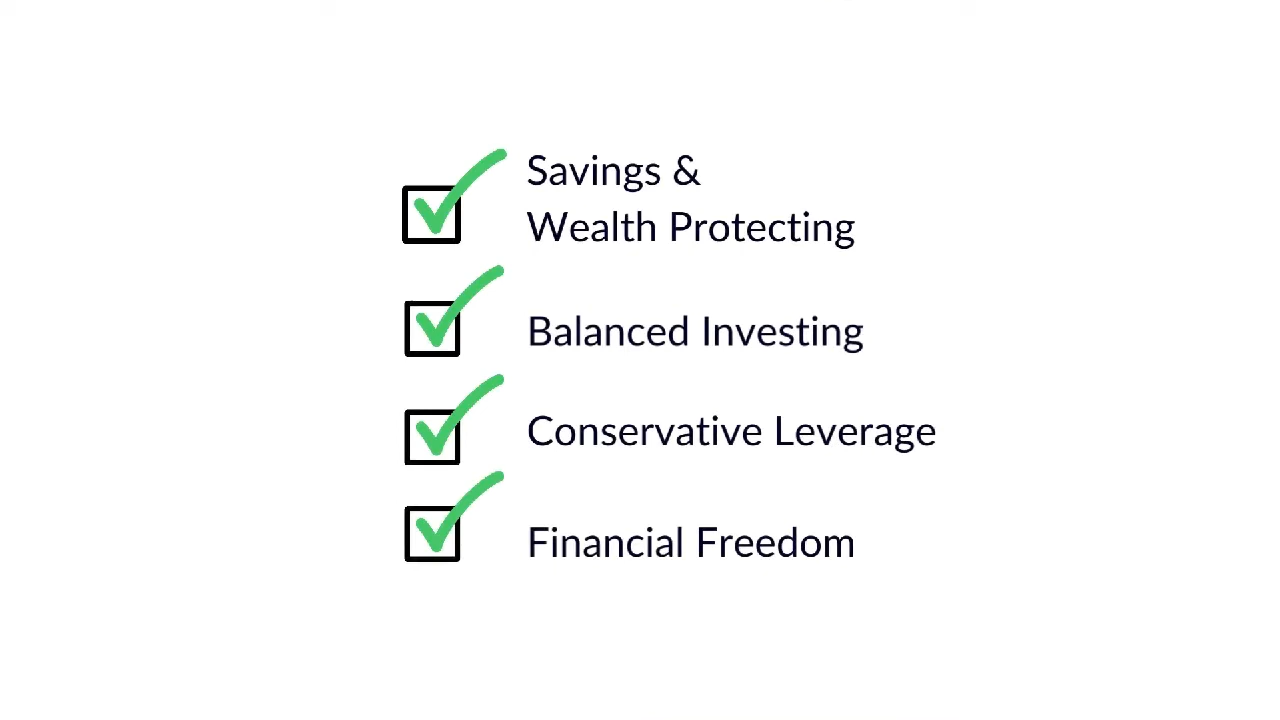 Savings &
Wealth Protecting
Balanced Investing
Conservative Leverage
Financial Freedom